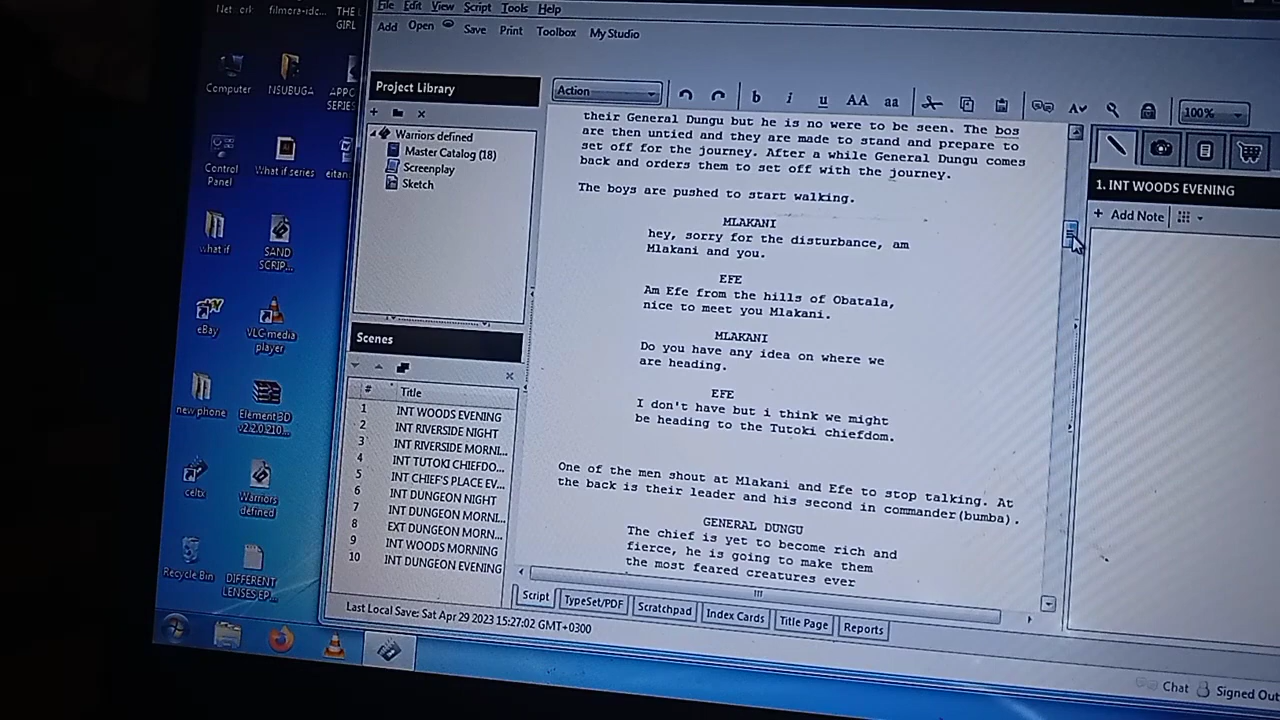 filmora-idc...
THE
GIRL
Computer
NSUBUGA
APPO
SERIES
Control
Panel
What if series
eitan
what if
SAND
SCRIP...
eBay
VLC media
player
new phone
Element3D
v2.2.0.210...
celtx
Warriors
defined
Recycle Bin
DIFFERENT
LENSES EP...
File Edit View Script Tools Help
Add Open Save Print Toolbox My Studio
Project Library
Warriors defined
Master Catalog (18)
Screenplay
Sketch
Scenes
# Title
1 INT WOODS EVENING
2 INT RIVERSIDE NIGHT
3 INT RIVERSIDE MORNI...
4 INT TUTOKI CHIEFDO...
5 INT CHIEF'S PLACE EV...
6 INT DUNGEON NIGHT
7 INT DUNGEON MORNI...
8 EXT DUNGEON MORN...
9 INT WOODS MORNING
10 INT DUNGEON EVENING
Action
b i u AA aa
100%
their General Dungu but he is no were to be seen. The bos
are then untied and they are made to stand and prepare to
set off for the journey. After a while General Dungu comes
back and orders them to set off with the journey.
The boys are pushed to start walking.
MLAKANI
hey, sorry for the disturbance, am
Mlakani and you.
EFE
Am Efe from the hills of Obatala,
nice to meet you Mlakani.
MLAKANI
Do you have any idea on where we
are heading.
EFE
I don't have but i think we might
be heading to the Tutoki chiefdom.
One of the men shout at Mlakani and Efe to stop talking. At
the back is their leader and his second in commander(bumba).
GENERAL DUNGU
The chief is yet to become rich and
fierce, he is going to make them
the most feared creatures ever
1. INT WOODS EVENING
+ Add Note
Script TypeSet/PDF Scratchpad Index Cards Title Page Reports
Last Local Save: Sat Apr 29 2023 15:27:02 GMT+0300
Chat Signed Out